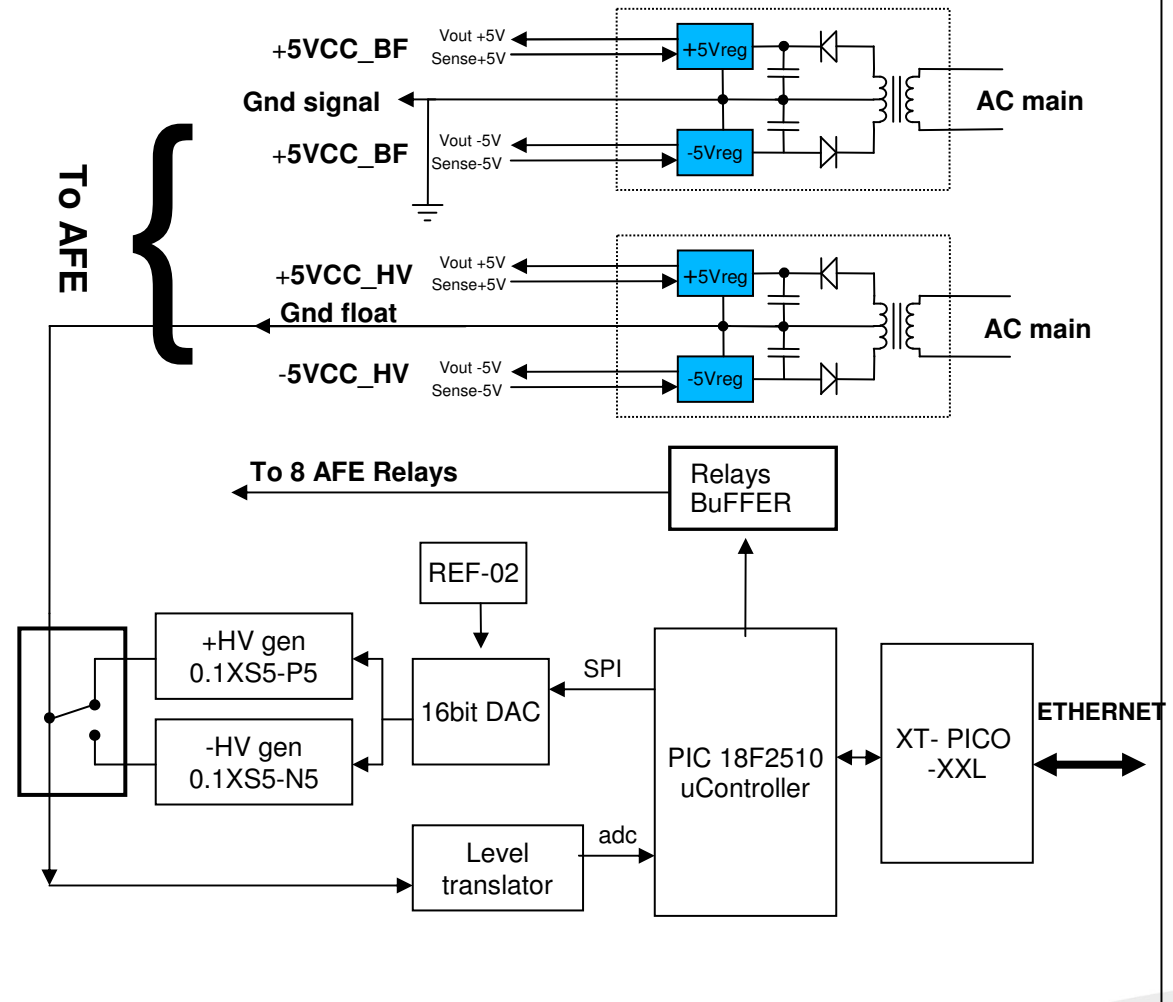 +5VCC_BF
Vout +5V
Sense+5V
+5Vreg
Gnd signal
AC main
+5VCC_BF
Vout -5V
Sense-5V
-5Vreg
To AFE
+5VCC_HV
Vout +5V
Sense+5V
+5Vreg
Gnd float
AC main
-5VCC_HV
Vout -5V
Sense-5V
-5Vreg
To 8 AFE Relays
Relays
BuFFER
REF-02
+HV gen
0.1XS5-P5
16bit DAC
SPI
-HV gen
0.1XS5-N5
PIC 18F2510
uController
XT- PICO
-XXL
ETHERNET
Level
translator
adc